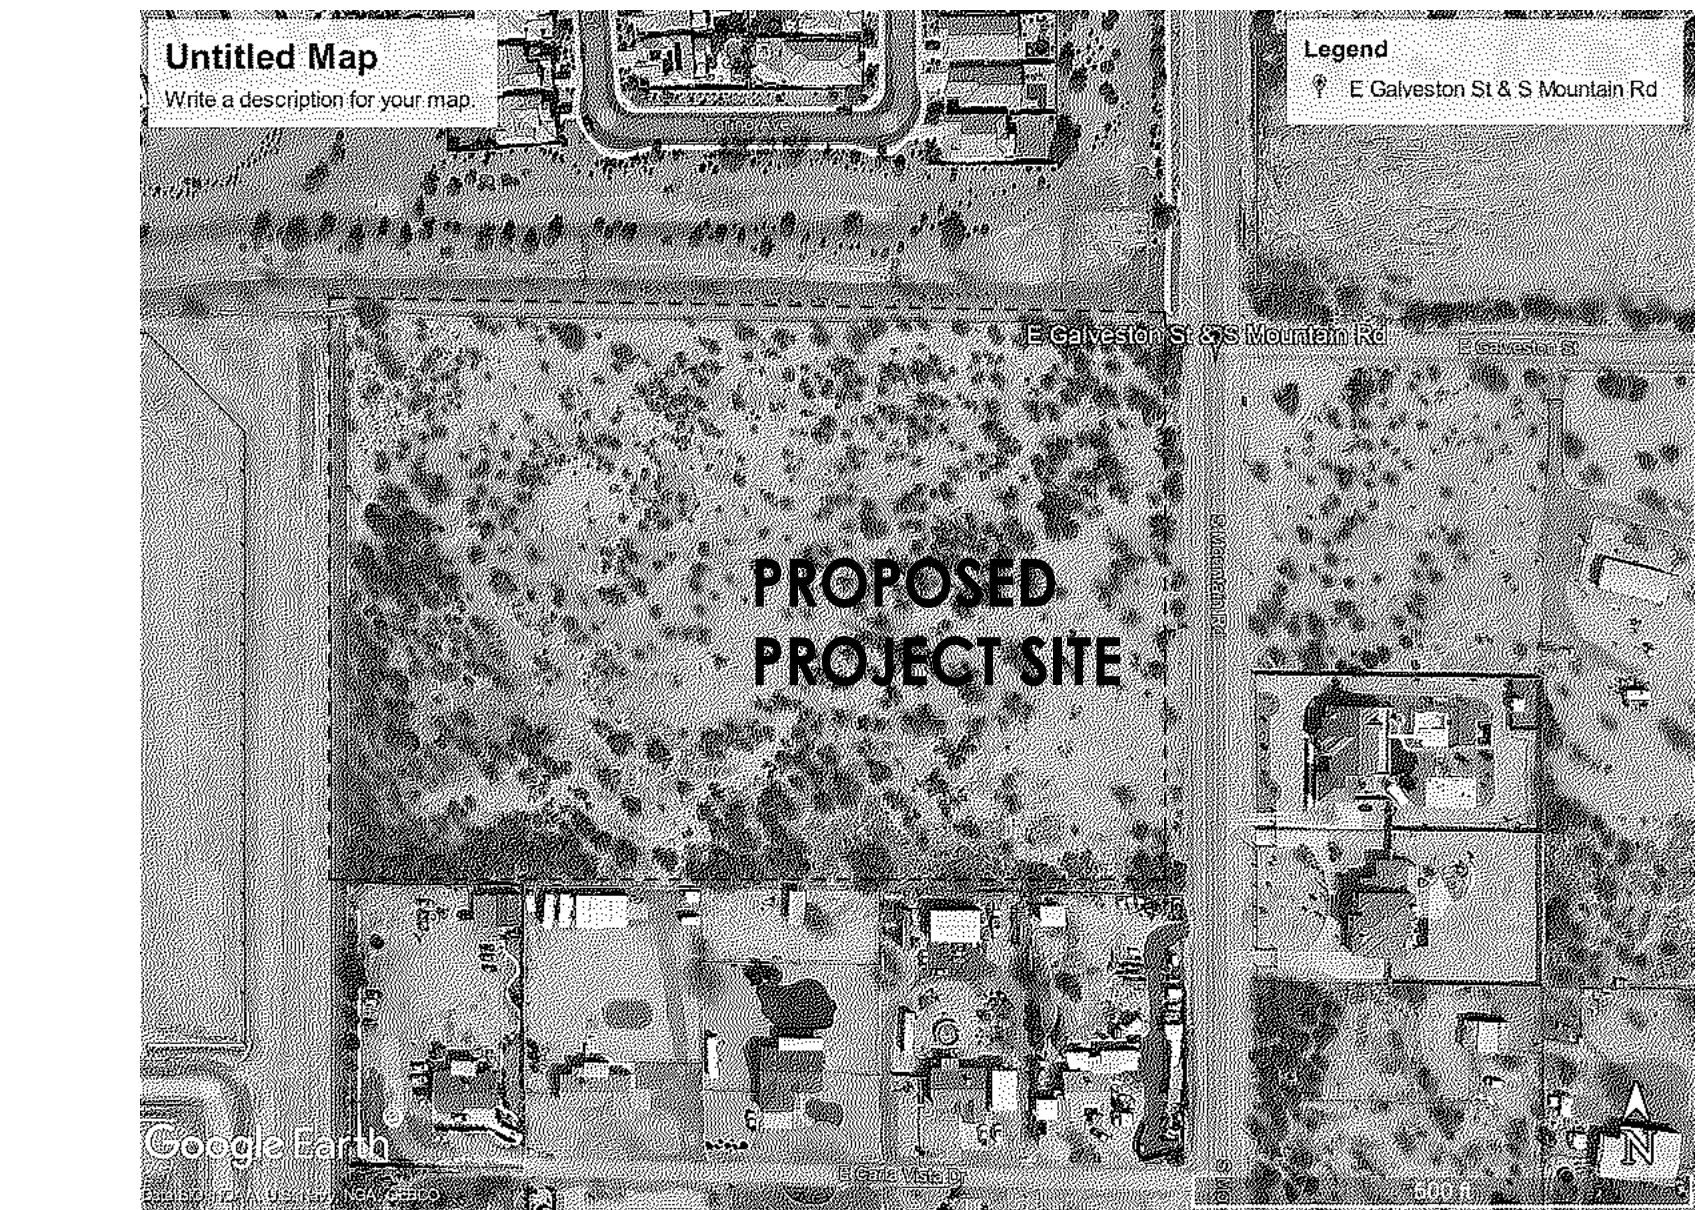 Untitled Map
Write a description for your map.
Legend
E Galveston St & S Mountain Rd
E Galveston St & S Mountain Rd
E Galveston St
PROPOSED
PROJECT SITE
S Mountain Rd
Google Earth
E Carla Vista Dr
600 ft
N